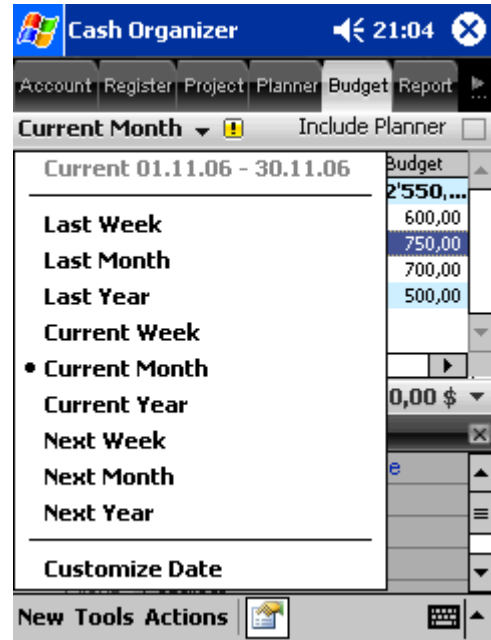 Cash Organizer 21:04
Account Register Project Planner Budget Report
Current Month Include Planner
Current 01.11.06 - 30.11.06
Budget
2'550,...
Last Week
600,00
750,00
Last Month
700,00
Last Year
500,00
Current Week
Current Month
Current Year
0,00 $
Next Week
Next Month
e
Next Year
Customize Date
New Tools Actions